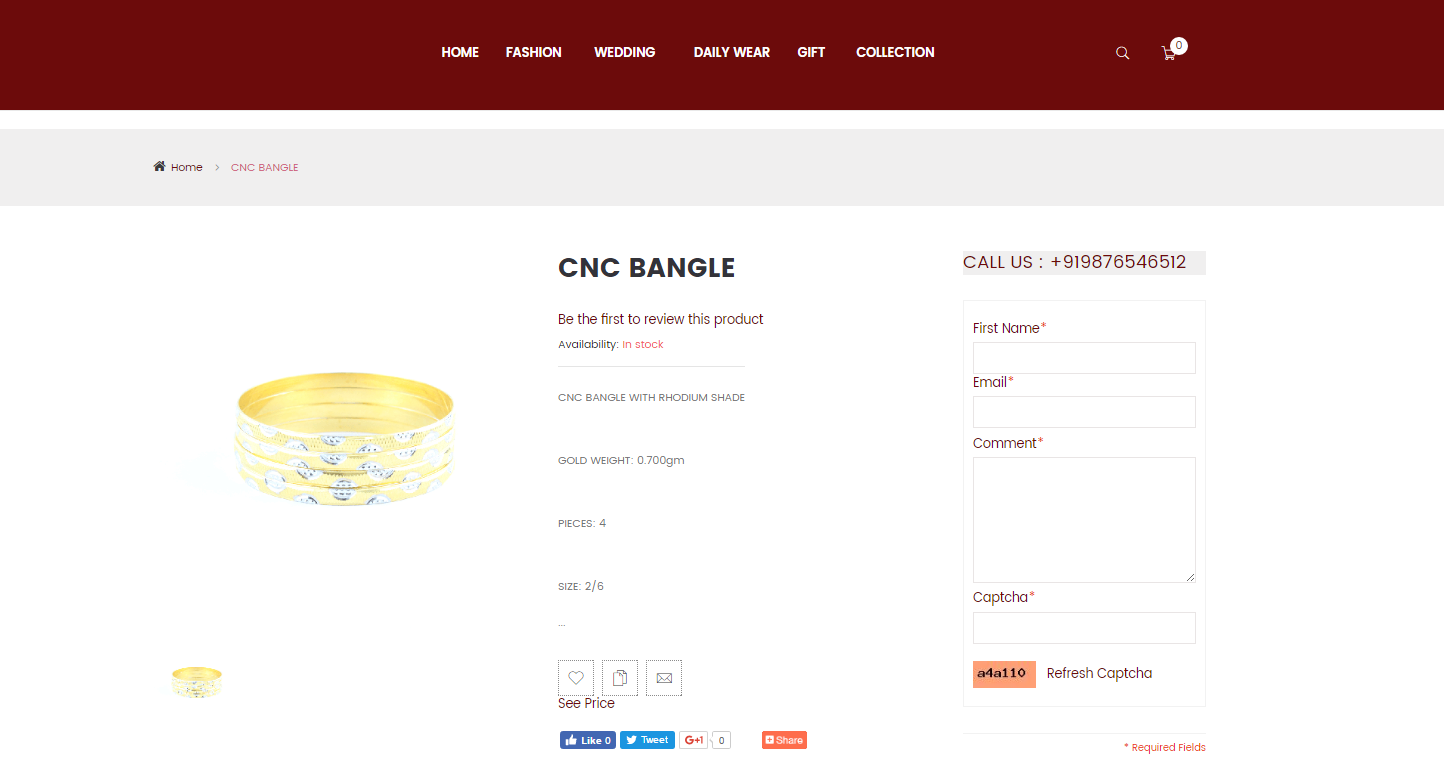 HOME FASHION WEDDING DAILY WEAR GIFT COLLECTION 0
Home > CNC BANGLE
CNC BANGLE
Be the first to review this product
Availability: In stock
CNC BANGLE WITH RHODIUM SHADE
GOLD WEIGHT: 0.700gm
PIECES: 4
SIZE: 2/6
...
See Price
Like 0 Tweet G+1 0 Share
CALL US : +919876546512
First Name*
Email*
Comment*
Captcha*
a4a110 Refresh Captcha
* Required Fields